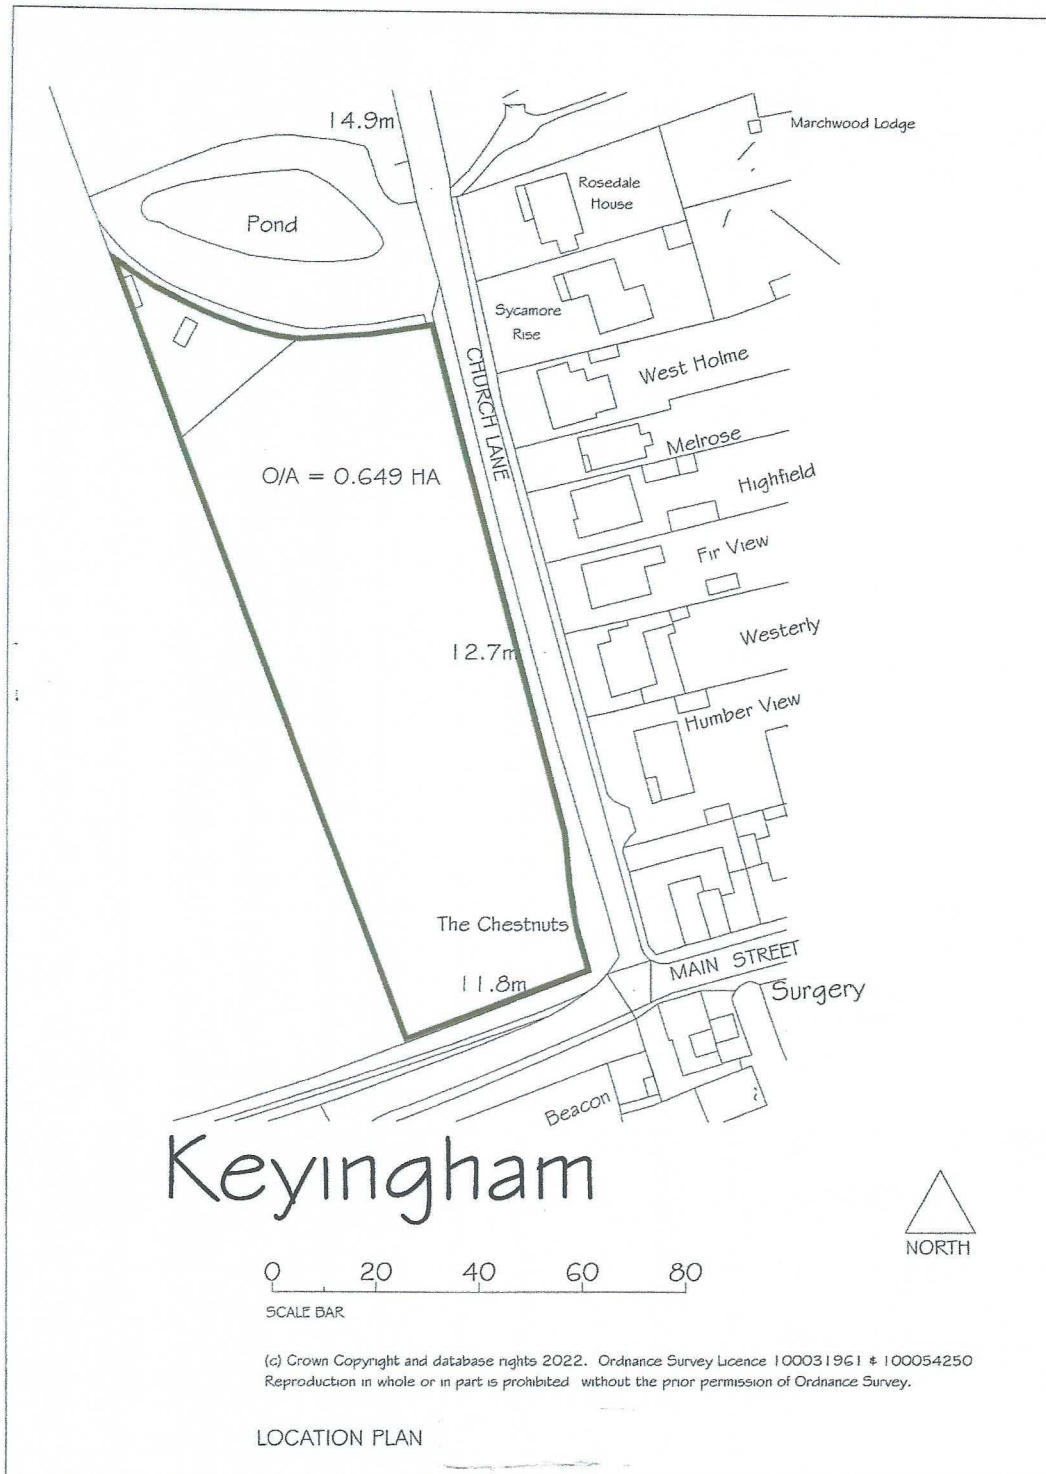 14.9m
Marchwood Lodge
Rosedale
House
Pond
Sycamore
Rise
CHURCH LANE
West Holme
Melrose
O/A = 0.649 HA
Highfield
Fir View
12.7m
Westerly
Humber View
The Chestnuts
MAIN STREET
11.8m
Surgery
Beacon
Keyingham
NORTH
0 20 40 60 80
SCALE BAR
(c) Crown Copyright and database rights 2022. Ordnance Survey Licence 100031961 & 100054250
Reproduction in whole or in part is prohibited without the prior permission of Ordnance Survey.
LOCATION PLAN